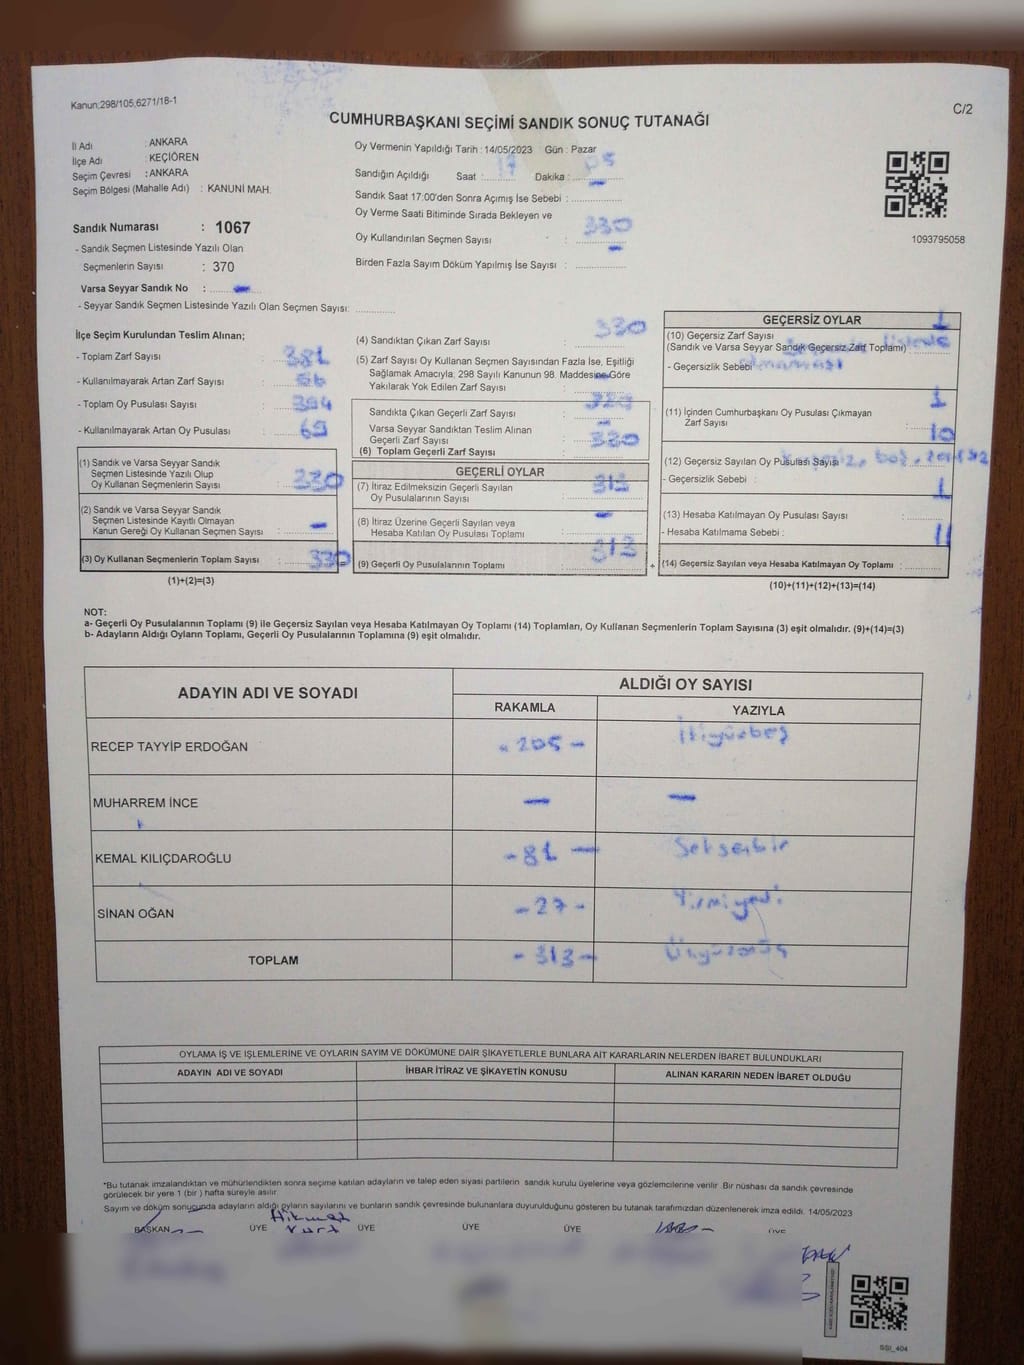 Kanun;298/105,6271/18-1
C/2
CUMHURBAŞKANI SEÇİMİ SANDIK SONUÇ TUTANAĞI
İl Adı : ANKARA
İlçe Adı : KEÇİÖREN
Seçim Çevresi : ANKARA
Seçim Bölgesi (Mahalle Adı) : KANUNİ MAH.
Oy Vermenin Yapıldığı Tarih : 14/05/2023 Gün : Pazar
Sandığın Açıldığı Saat : 17 Dakika : 05
Sandık Saat 17:00'den Sonra Açımış İse Sebebi :
Oy Verme Saati Bitiminde Sırada Bekleyen ve
Oy Kullandırılan Seçmen Sayısı : 330
Birden Fazla Sayım Döküm Yapılmış İse Sayısı :
1093795058
Sandık Numarası : 1067
- Sandık Seçmen Listesinde Yazılı Olan
Seçmenlerin Sayısı : 370
Varsa Seyyar Sandık No : -
- Seyyar Sandık Seçmen Listesinde Yazılı Olan Seçmen Sayısı:
İlçe Seçim Kurulundan Teslim Alınan;
- Toplam Zarf Sayısı : 381
- Kullanılmayarak Artan Zarf Sayısı :
- Toplam Oy Pusulası Sayısı : 394
- Kullanılmayarak Artan Oy Pusulası : 69
(1) Sandık ve Varsa Seyyar Sandık
Seçmen Listesinde Yazılı Olup
Oy Kullanan Seçmenlerin Sayısı : 330
(2) Sandık ve Varsa Seyyar Sandık
Seçmen Listesinde Kayıtlı Olmayan
Kanun Gereği Oy Kullanan Seçmen Sayısı : -
(3) Oy Kullanan Seçmenlerin Toplam Sayısı : 330
(1)+(2)=(3)
(4) Sandıktan Çıkan Zarf Sayısı : 330
(5) Zarf Sayısı Oy Kullanan Seçmen Sayısından Fazla İse, Eşitliği
Sağlamak Amacıyla; 298 Sayılı Kanunun 98. Maddesine Göre
Yakılarak Yok Edilen Zarf Sayısı : -
Sandıkta Çıkan Geçerli Zarf Sayısı :
Varsa Seyyar Sandıktan Teslim Alınan
Geçerli Zarf Sayısı : -
(6) Toplam Geçerli Zarf Sayısı : 330
GEÇERLİ OYLAR
(7) İtiraz Edilmeksizin Geçerli Sayılan
Oy Pusulalarının Sayısı : 313
(8) İtiraz Üzerine Geçerli Sayılan veya
Hesaba Katılan Oy Pusulası Toplamı : -
(9) Geçerli Oy Pusulalarının Toplamı : 313
+
GEÇERSİZ OYLAR
(10) Geçersiz Zarf Sayısı 1
(Sandık ve Varsa Seyyar Sandık Geçersiz Zarf Toplamı)
- Geçersizlik Sebebi
(11) İçinden Cumhurbaşkanı Oy Pusulası Çıkmayan
Zarf Sayısı : 1
(12) Geçersiz Sayılan Oy Pusulası Sayısı 10
- Geçersizlik Sebebi :
(13) Hesaba Katılmayan Oy Pusulası Sayısı : 1
- Hesaba Katılmama Sebebi :
(14) Geçersiz Sayılan veya Hesaba Katılmayan Oy Toplamı : 11
(10)+(11)+(12)+(13)=(14)
NOT:
a- Geçerli Oy Pusulalarının Toplamı (9) ile Geçersiz Sayılan veya Hesaba Katılmayan Oy Toplamı (14) Toplamları, Oy Kullanan Seçmenlerin Toplam Sayısına (3) eşit olmalıdır. (9)+(14)=(3)
b- Adayların Aldığı Oyların Toplamı, Geçerli Oy Pusulalarının Toplamına (9) eşit olmalıdır.
ADAYIN ADI VE SOYADI
ALDIĞI OY SAYISI
RAKAMLA YAZIYLA
RECEP TAYYİP ERDOĞAN - 205 - İkiyüzbeş
MUHARREM İNCE - -
KEMAL KILIÇDAROĞLU - 81 - Seksenbir
SİNAN OĞAN - 27 - Yirmiyedi
TOPLAM - 313 - Üçyüzonüç
OYLAMA İŞ VE İŞLEMLERİNE VE OYLARIN SAYIM VE DÖKÜMÜNE DAİR ŞİKAYETLERLE BUNLARA AİT KARARLARIN NELERDEN İBARET BULUNDUKLARI
ADAYIN ADI VE SOYADI İHBAR İTİRAZ VE ŞİKAYETİN KONUSU ALINAN KARARIN NEDEN İBARET OLDUĞU
*Bu tutanak imzalandıktan ve mühürlendikten sonra seçime katılan adayların ve talep eden siyasi partilerin sandık kurulu üyelerine veya gözlemcilerine verilir. Bir nüshası da sandık çevresinde
görülecek bir yere 1 (bir ) hafta süreyle asılır.
Sayım ve döküm sonucunda adayların aldığı oyların sayılarını ve bunların sandık çevresinde bulunanlara duyurulduğunu gösteren bu tutanak tarafımızdan düzenlenerek imza edildi. 14/05/2023
BAŞKAN ÜYE ÜYE ÜYE ÜYE ÜYE
Hikmet
SSI_404